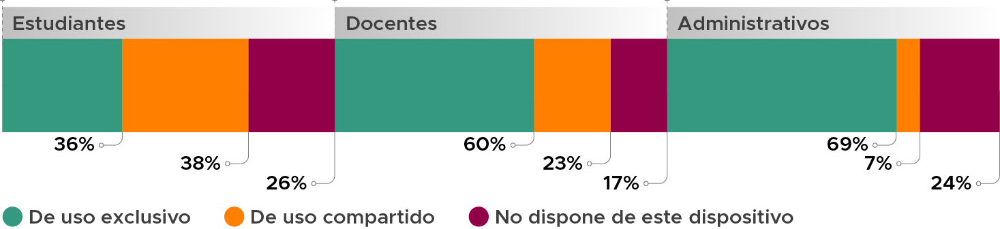 Estudiantes
Docentes
Administrativos
36%
38%
26%
60%
23%
17%
69%
7%
24%
De uso exclusivo
De uso compartido
No dispone de este dispositivo